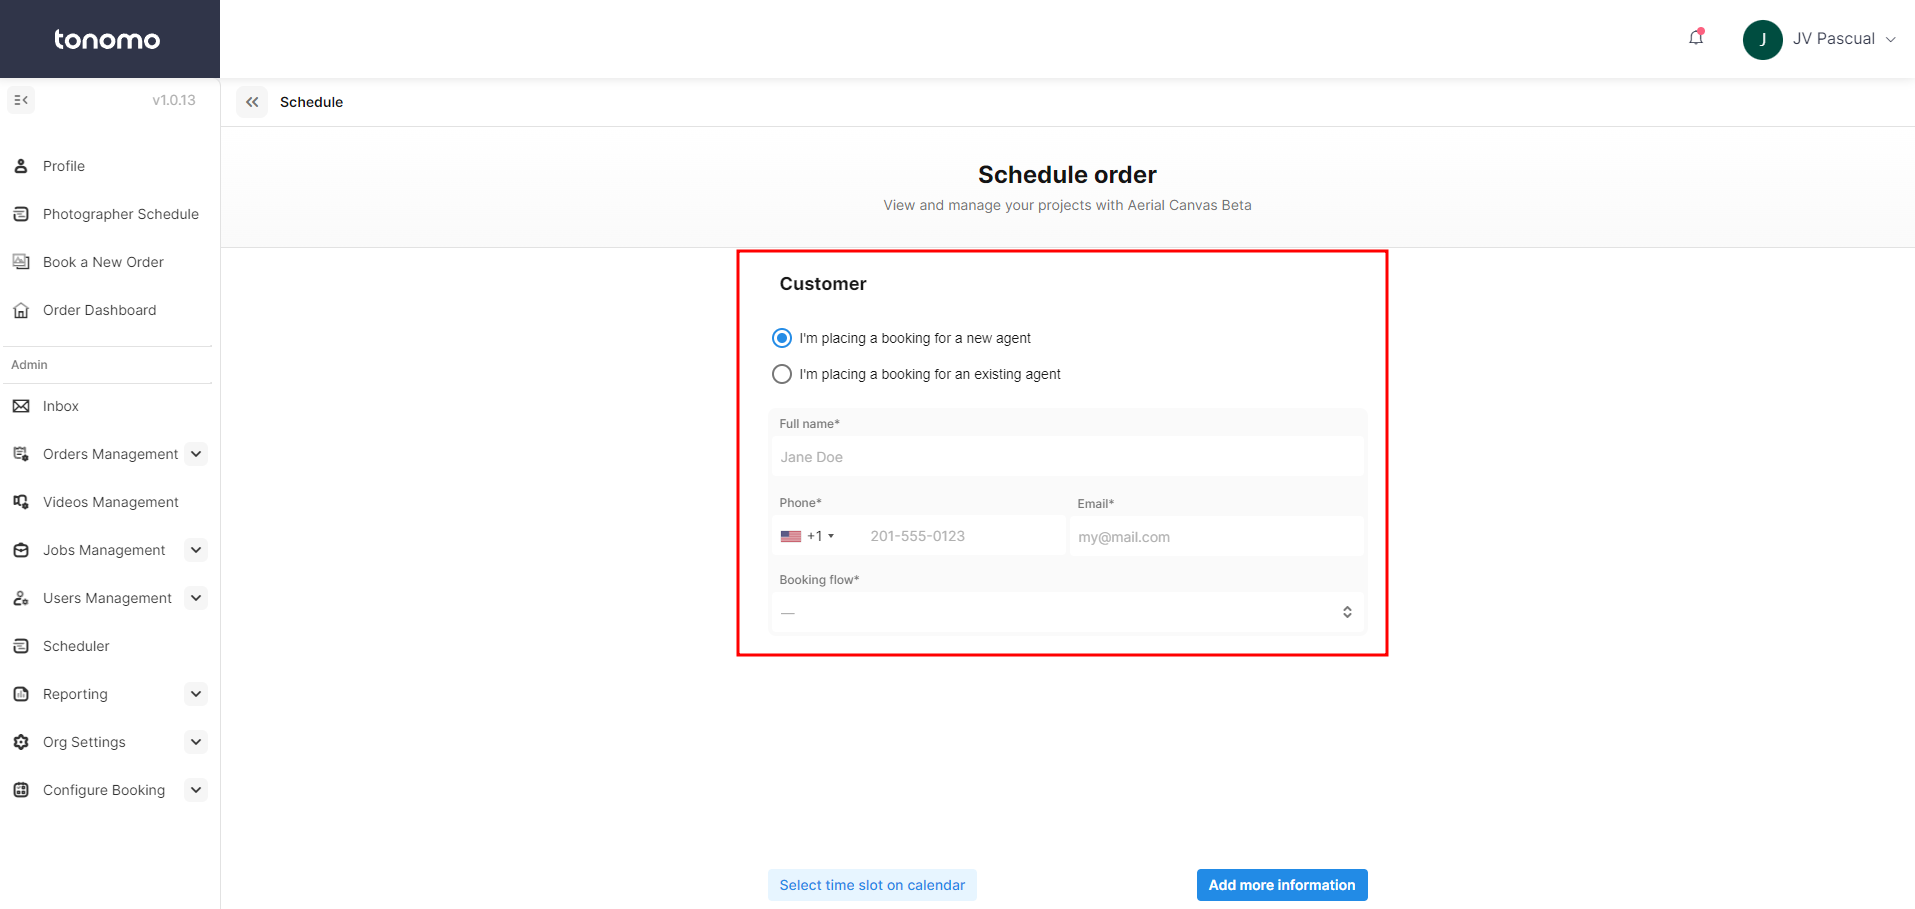 tonomo
J
JV Pascual
v1.0.13
Schedule
Profile
Photographer Schedule
Book a New Order
Order Dashboard
Admin
Inbox
Orders Management
Videos Management
Jobs Management
Users Management
Scheduler
Reporting
Org Settings
Configure Booking
Schedule order
View and manage your projects with Aerial Canvas Beta
Customer
I'm placing a booking for a new agent
I'm placing a booking for an existing agent
Full name*
Jane Doe
Phone* Email*
+1 201-555-0123 my@mail.com
Booking flow*
—
Select time slot on calendar Add more information